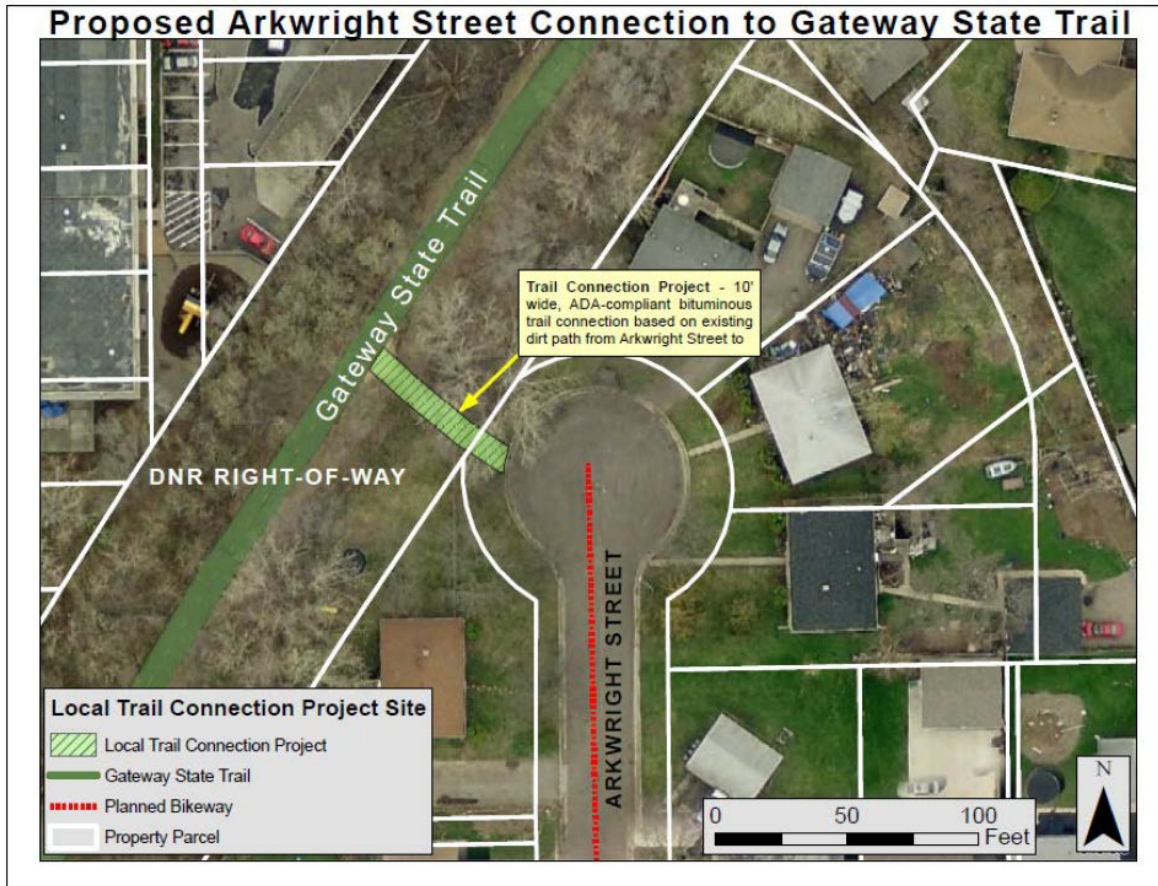 Proposed Arkwright Street Connection to Gateway State Trail
Gateway State Trail
Trail Connection Project - 10'
wide, ADA-compliant bituminous
trail connection based on existing
dirt path from Arkwright Street to
DNR RIGHT-OF-WAY
ARKWRIGHT STREET
Local Trail Connection Project Site
Local Trail Connection Project
Gateway State Trail
Planned Bikeway
Property Parcel
0 50 100
Feet
N